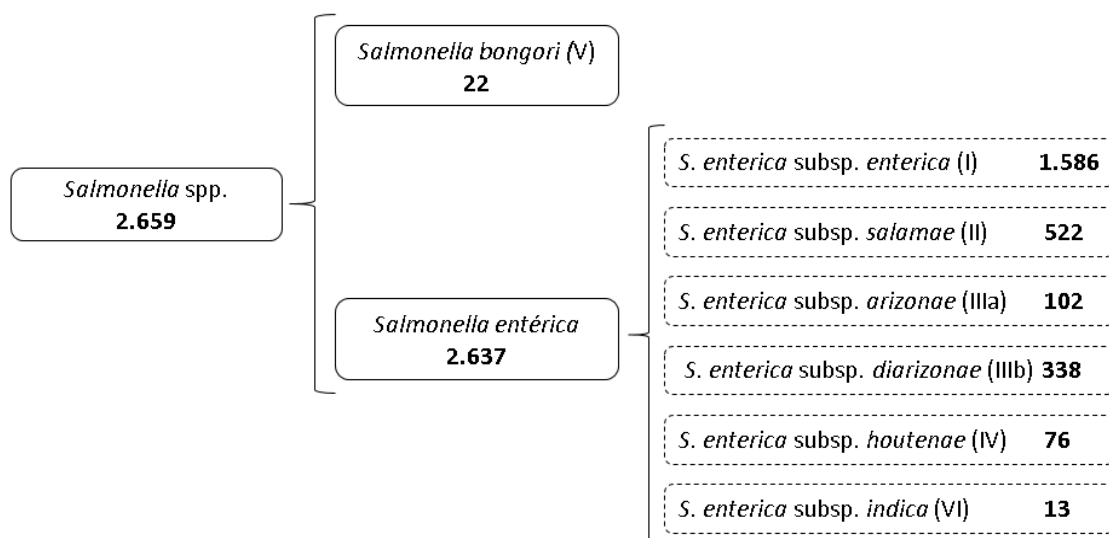 Salmonella bongori (V)
22
Salmonella spp.
2.659
Salmonella entérica
2.637
S. enterica subsp. enterica (I) 1.586
S. enterica subsp. salamae (II) 522
S. enterica subsp. arizonae (IIIa) 102
S. enterica subsp. diarizonae (IIIb) 338
S. enterica subsp. houtenae (IV) 76
S. enterica subsp. indica (VI) 13